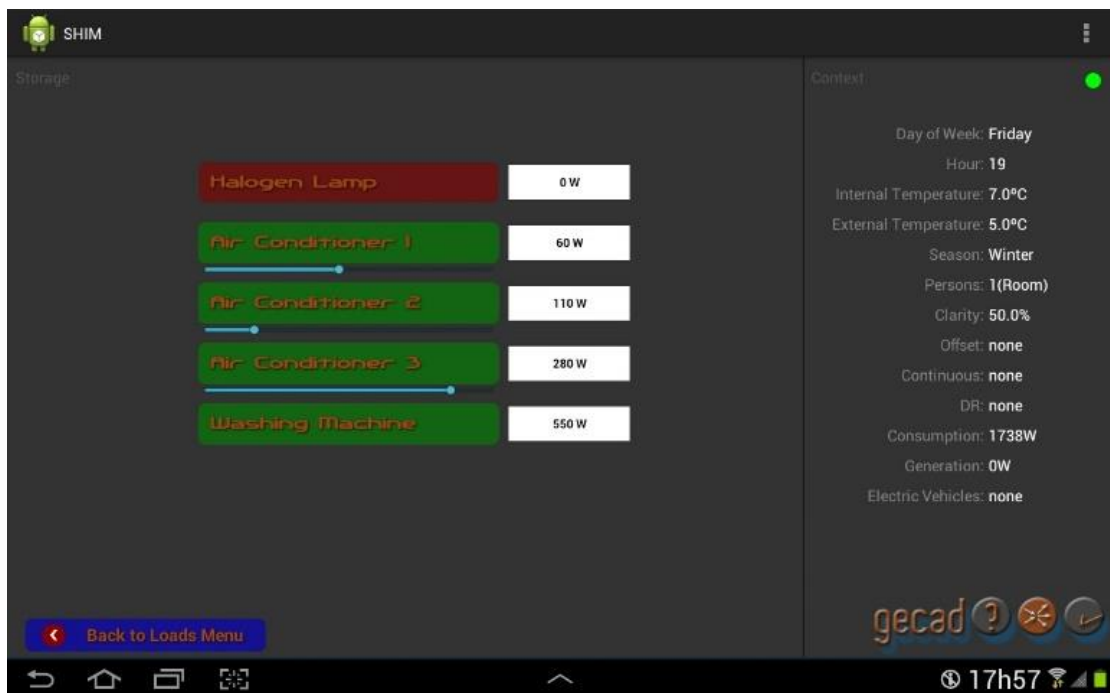 SHIM
Storage
Halogen Lamp 0 W
Air Conditioner 1 60 W
Air Conditioner 2 110 W
Air Conditioner 3 280 W
Washing Machine 550 W
Back to Loads Menu
Context
Day of Week: Friday
Hour: 19
Internal Temperature: 7.0ºC
External Temperature: 5.0ºC
Season: Winter
Persons: 1(Room)
Clarity: 50.0%
Offset: none
Continuous: none
DR: none
Consumption: 1738W
Generation: 0W
Electric Vehicles: none
gecad ?
17h57